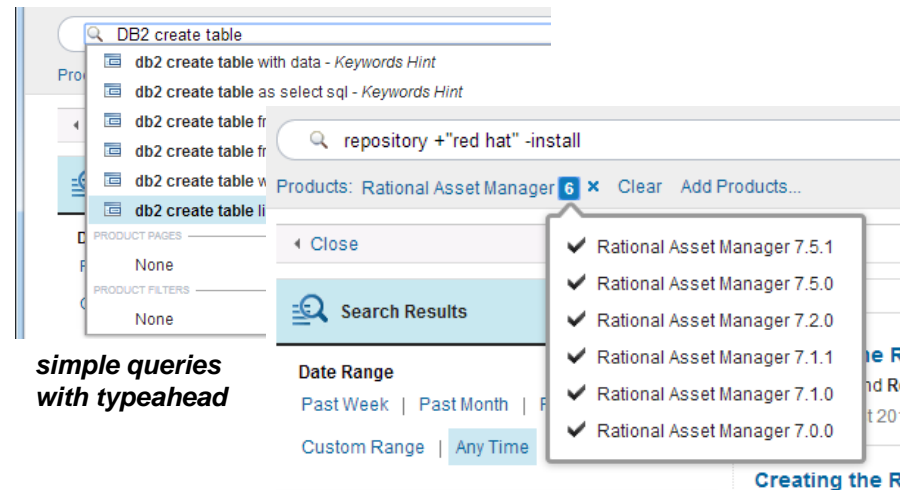 DB2 create table
db2 create table with data - Keywords Hint
db2 create table as select sql - Keywords Hint
db2 create table
db2 create table
db2 create table
db2 create table
PRODUCT PAGES
None
PRODUCT FILTERS
None
simple queries
with typeahead
repository +"red hat" -install
Products: Rational Asset Manager 6 × Clear Add Products...
Close
Search Results
Date Range
Past Week | Past Month |
Custom Range | Any Time
Rational Asset Manager 7.5.1
Rational Asset Manager 7.5.0
Rational Asset Manager 7.2.0
Rational Asset Manager 7.1.1
Rational Asset Manager 7.1.0
Rational Asset Manager 7.0.0
Creating the R